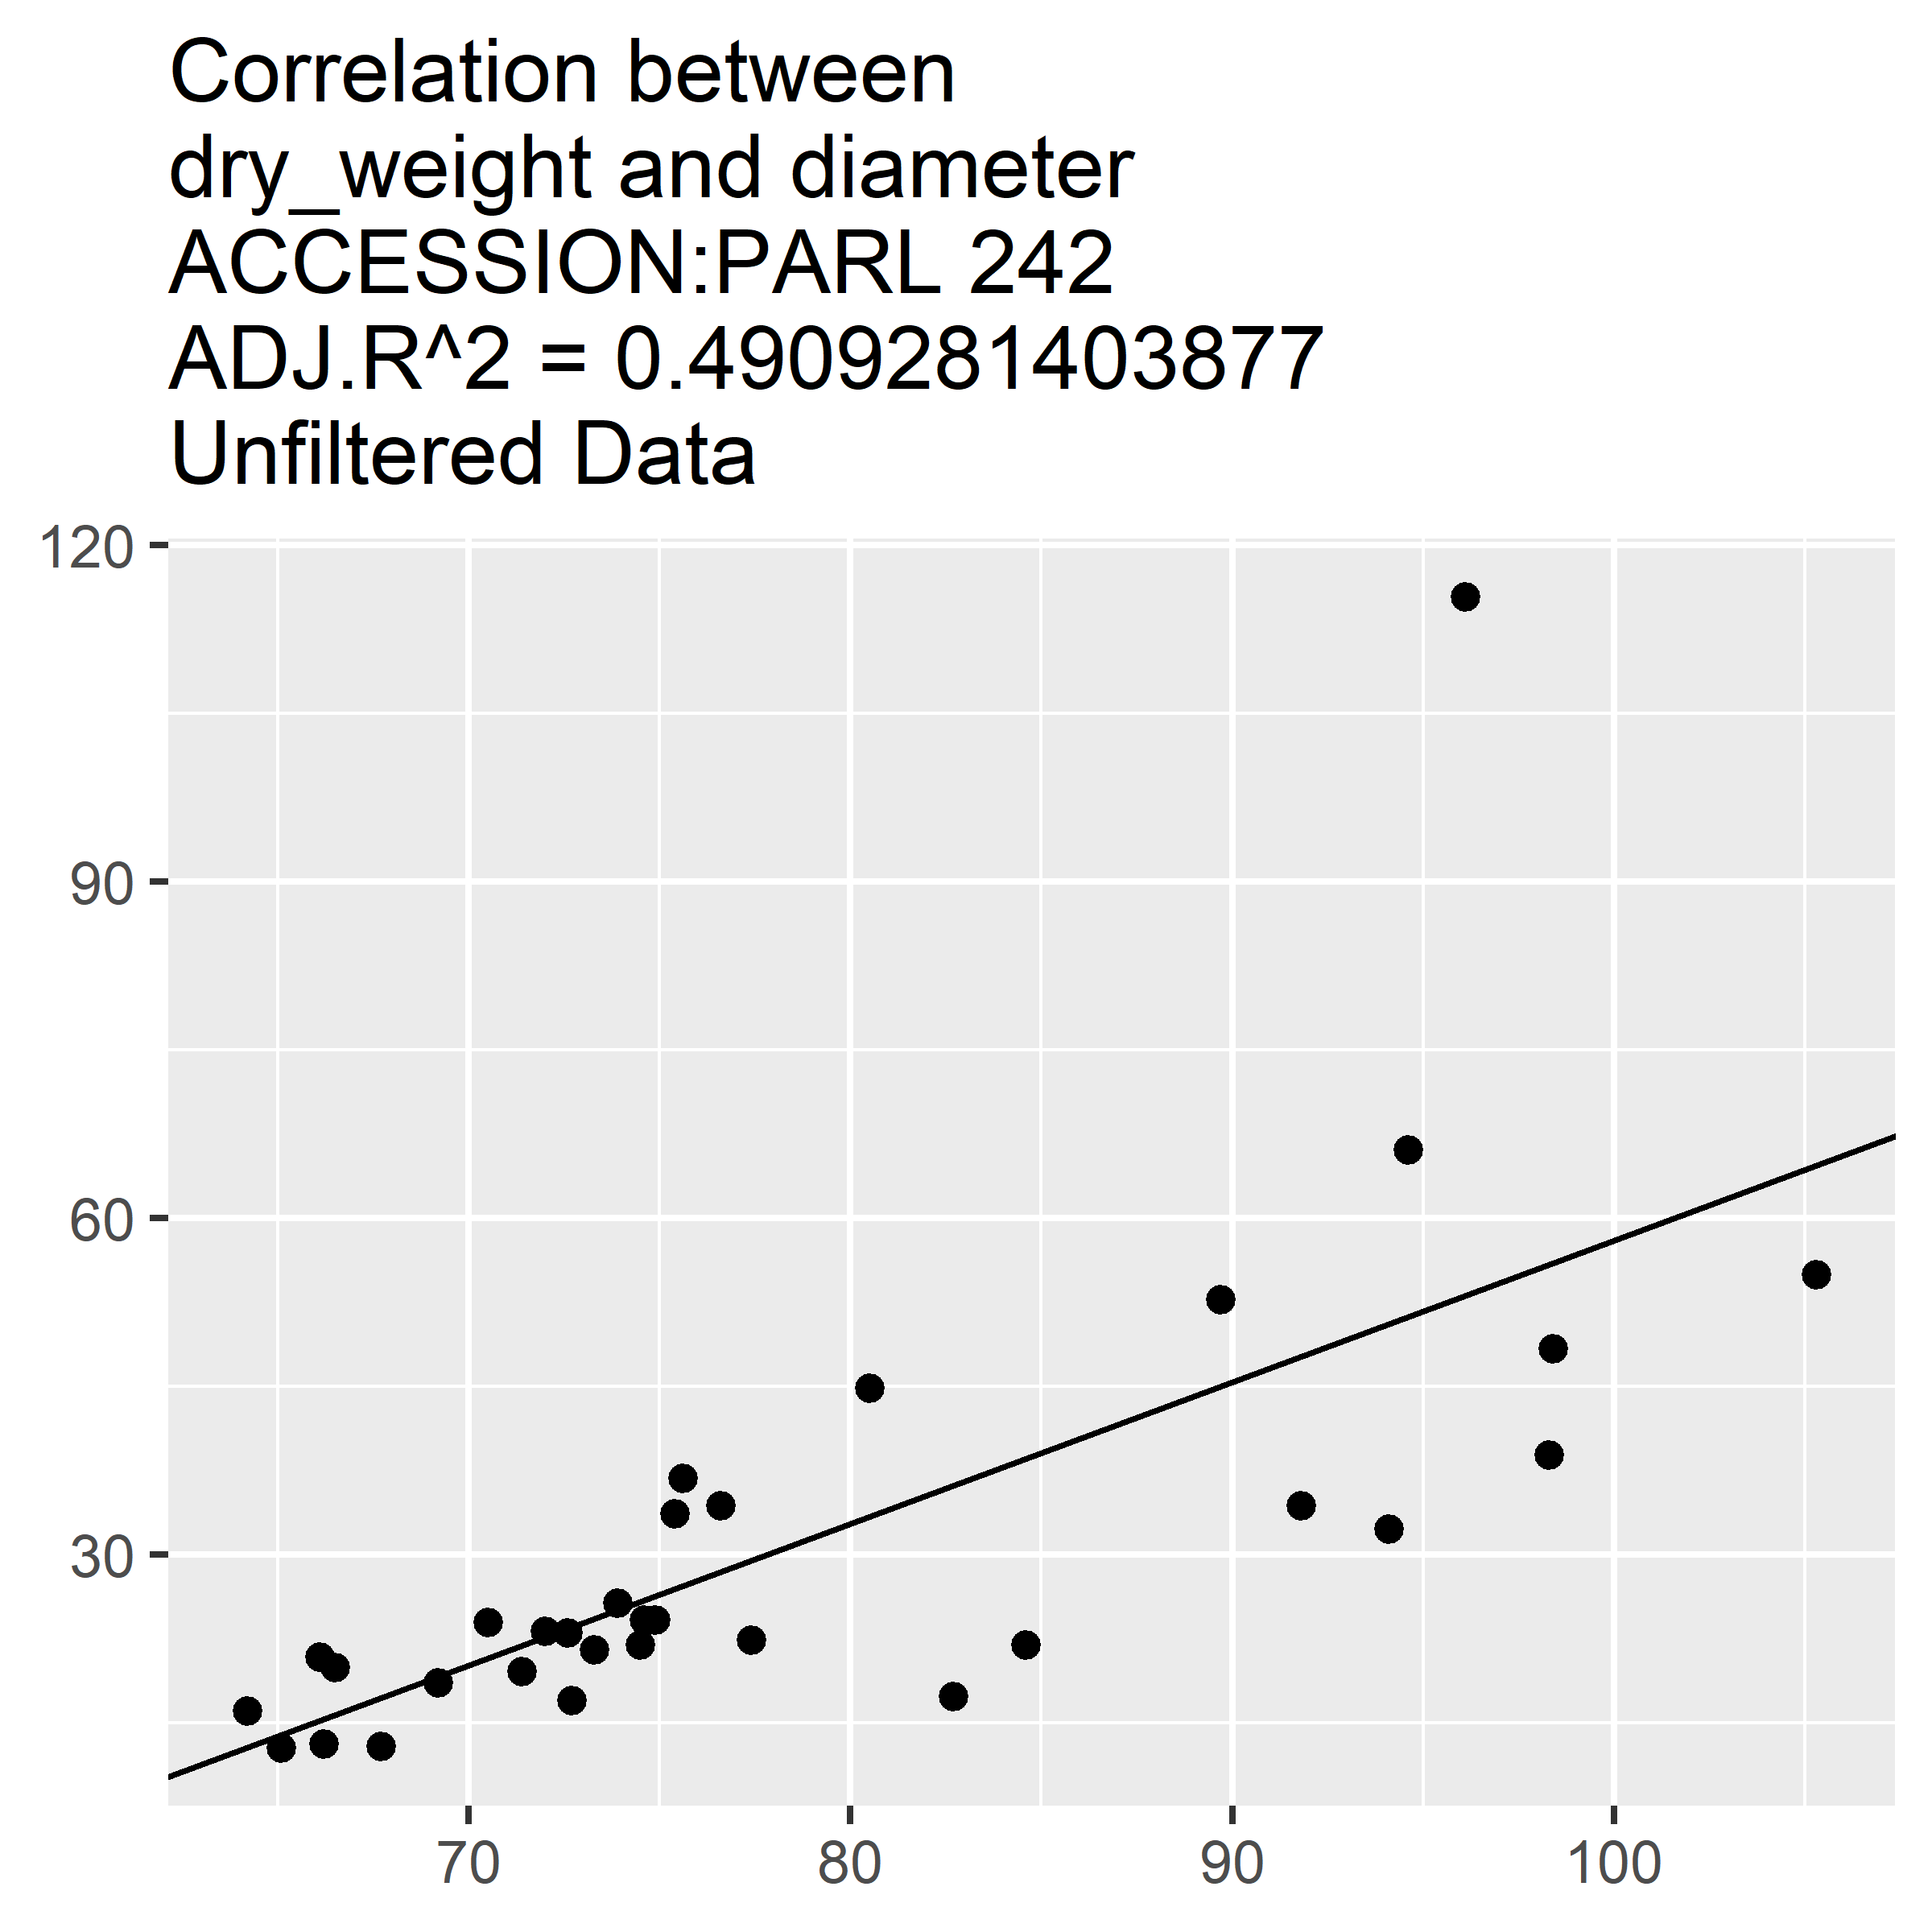 Correlation between
dry_weight and diameter
ACCESSION:PARL 242
ADJ.R^2 = 0.4909281403877
Unfiltered Data
120
90
60
30
70 80 90 100